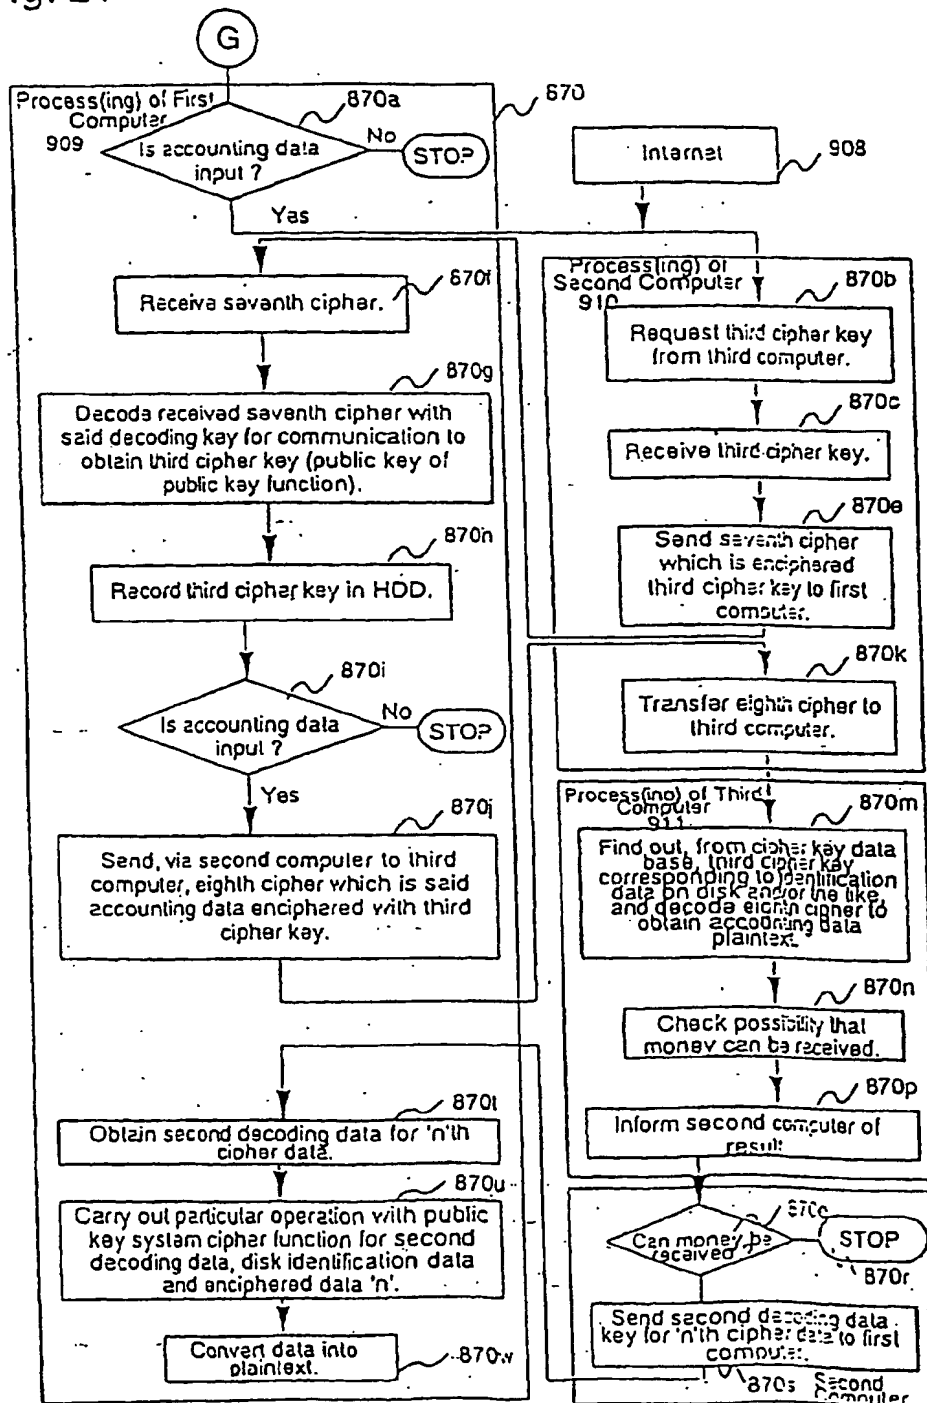 G
Process(ing) of First
Computer
909
870a
870
Is accounting data
input ?
No
STOP
Yes
Internet
908
Process(ing) of
Second Computer
910
870b
Request third cipher key
from third computer.
870c
Receive third cipher key.
870e
Send seventh cipher
which is enciphered
third cipher key to first
computer.
870k
Transfer eighth cipher to
third computer.
870f
Receive seventh cipher.
870g
Decode received seventh cipher with
said decoding key for communication to
obtain third cipher key (public key of
public key function).
870h
Record third cipher key in HDD.
870i
Is accounting data
input ?
No
STOP
Yes
870j
Send, via second computer to third
computer, eighth cipher which is said
accounting data enciphered with third
cipher key.
Process(ing) of Third
Computer
911
870m
Find out, from cipher key data
base, third cipher key
corresponding to identification
data on disk and/or the like,
and decode eighth cipher to
obtain accounting data
plaintext.
870n
Check possibility that
money can be received.
870p
Inform second computer of
result
870q
Can money be
received
STOP
870r
Send second decoding data
key for 'n'th cipher data to first
computer.
870s
Second
Computer
870t
Obtain second decoding data for 'n'th
cipher data.
870u
Carry out particular operation with public
key system cipher function for second
decoding data, disk identification data
and enciphered data 'n'.
Convert data into
plaintext.
870w